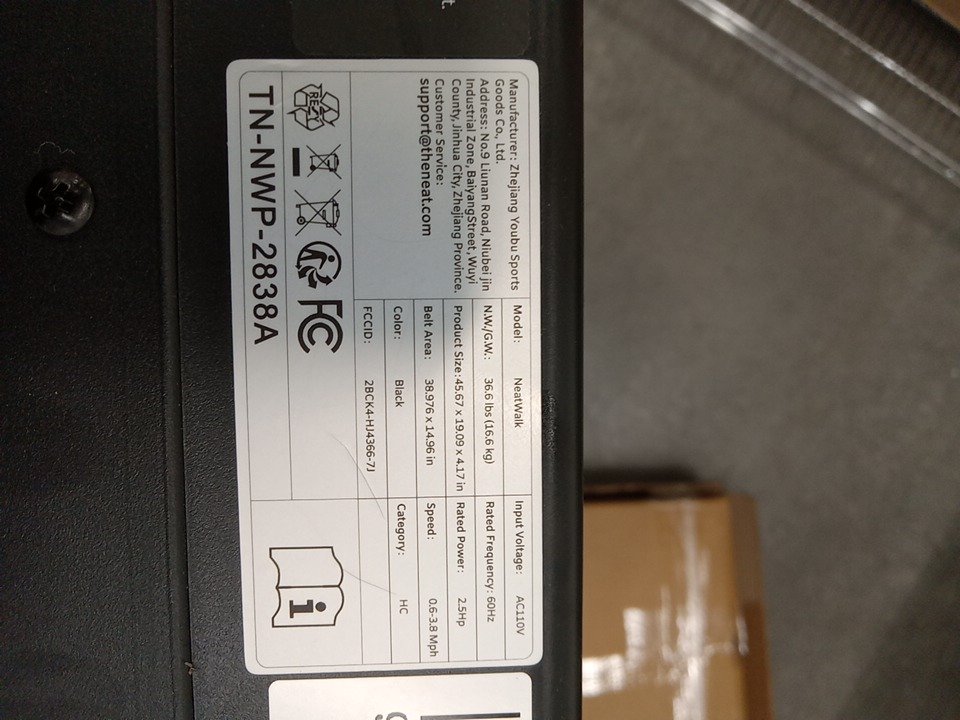 Manufacturer: Zhejiang Youbu Sports
Goods Co., Ltd.
Address: No.9 Liunan Road, Niubei jin
Industrial Zone, BaiyangStreet, Wuyi
County, Jinhua City, Zhejiang Province.
Customer Service:
support@theneat.com
Model: NeatWalk
Input Voltage: AC110V
N.W./G.W.: 36.6 lbs (16.6 kg)
Rated Frequency: 60Hz
Product Size: 45.67 x 19.09 x 4.17 in
Rated Power: 2.5Hp
Belt Area: 38.976 x 14.96 in
Speed: 0.6-3.8 Mph
Color: Black
Category: HC
FCCID: 2BCK4-HJ4366-7J
FC
TN-NWP-2838A